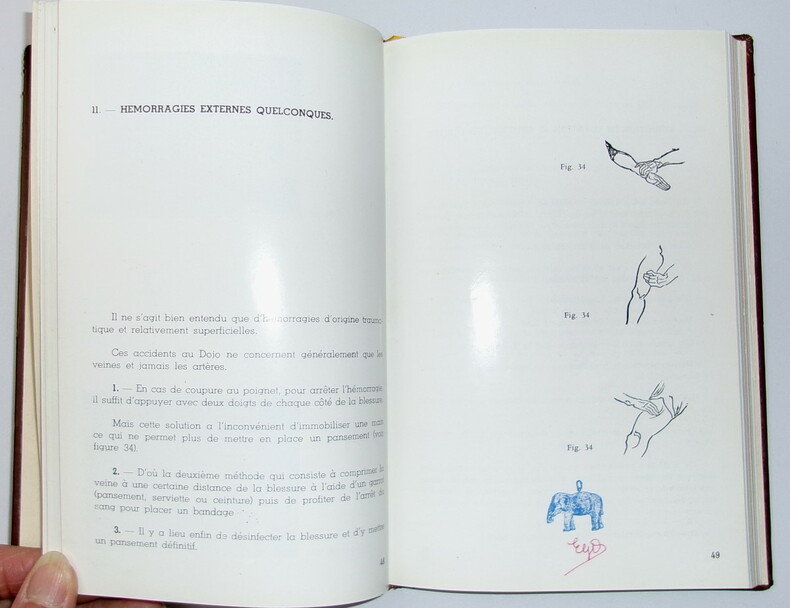 II. — HEMORRAGIES EXTERNES QUELCONQUES.
Il ne s'agit bien entendu que d'hémorragies d'origine trauma-
tique et relativement superficielles.
Ces accidents au Dojo ne concernent généralement que les
veines et jamais les artères.
1. — En cas de coupure au poignet, pour arrêter l'hémorragie,
il suffit d'appuyer avec deux doigts de chaque côté de la blessure.
Mais cette solution a l'inconvénient d'immobiliser une main
ce qui ne permet plus de mettre en place un pansement (voir
figure 34).
2. — D'où la deuxième méthode qui consiste à comprimer la
veine à une certaine distance de la blessure à l'aide d'un garrot
(pansement, serviette ou ceinture) puis de profiter de l'arrêt du
sang pour placer un bandage
3. — Il y a lieu enfin de désinfecter la blessure et d'y mettre
un pansement définitif.
Fig. 34
Fig. 34
Fig. 34
49